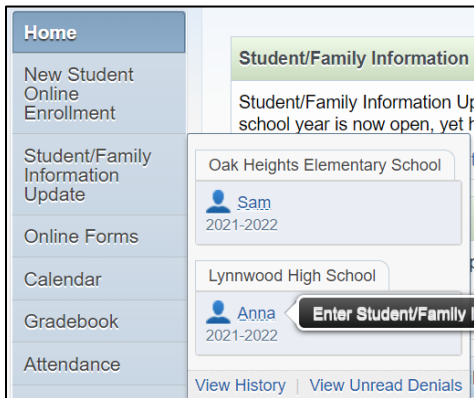 Home
New Student
Online
Enrollment
Student/Family
Information
Update
Online Forms
Calendar
Gradebook
Attendance
Student/Family Information
Student/Family Information
school year is now open, yet
Oak Heights Elementary School
Sam
2021-2022
Lynnwood High School
Anna
Enter Student/Family
2021-2022
View History | View Unread Denials